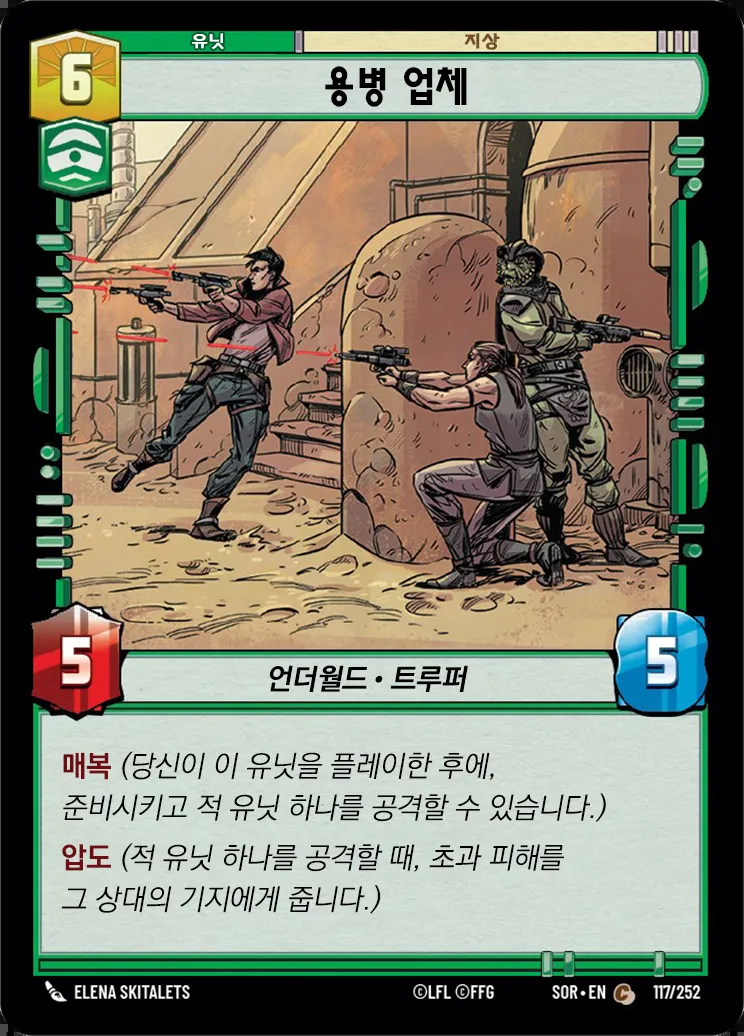 유닛
지상
6
용병 업체
5
언더월드 • 트루퍼
5
매복 (당신이 이 유닛을 플레이한 후에,
준비시키고 적 유닛 하나를 공격할 수 있습니다.)
압도 (적 유닛 하나를 공격할 때, 초과 피해를
그 상대의 기지에게 줍니다.)
ELENA SKITALETS
©LFL ©FFG
SOR • EN C 117/252